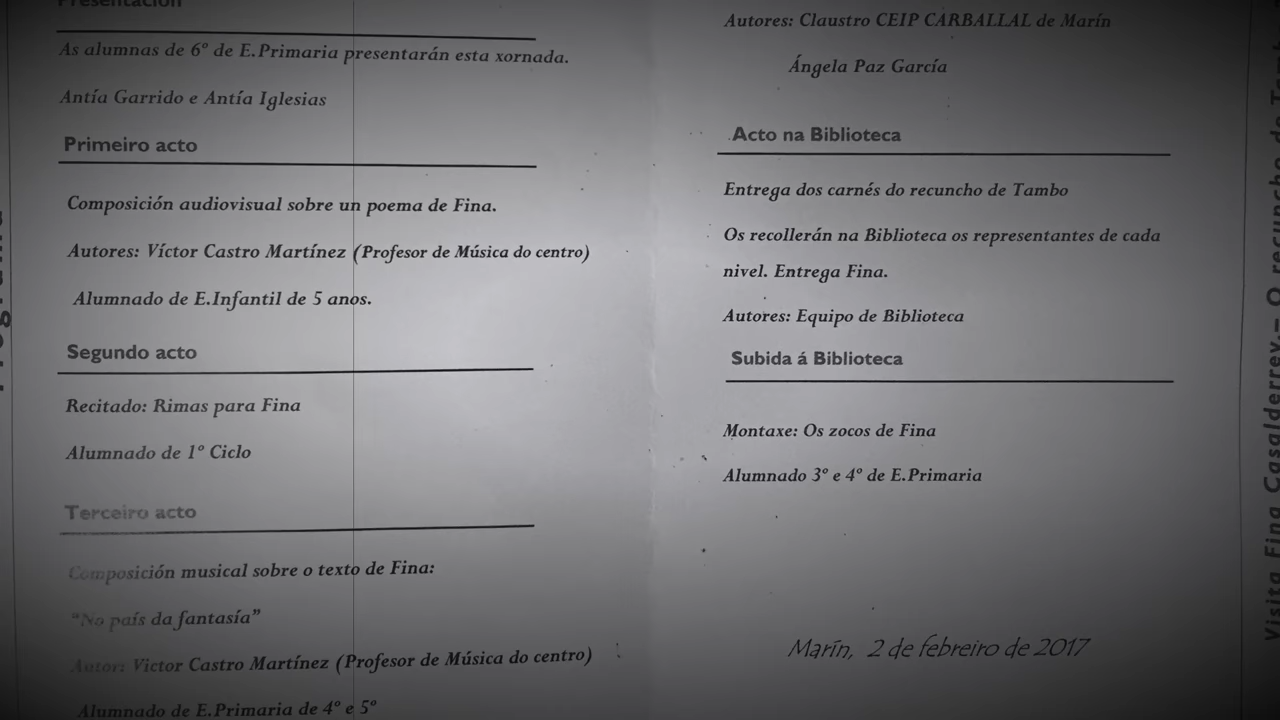 Presentación
As alumnas de 6º de E.Primaria presentarán esta xornada.
Antía Garrido e Antía Iglesias
Primeiro acto
Composición audiovisual sobre un poema de Fina.
Autores: Víctor Castro Martínez (Profesor de Música do centro)
Alumnado de E.Infantil de 5 anos.
Segundo acto
Recitado: Rimas para Fina
Alumnado de 1º Ciclo
Terceiro acto
Composición musical sobre o texto de Fina:
"No país da fantasía"
Autor: Victor Castro Martínez (Profesor de Música do centro)
Alumnado de E.Primaria de 4º e 5º
Autores: Claustro CEIP CARBALLAL de Marín
Ángela Paz García
Acto na Biblioteca
Entrega dos carnés do recuncho de Tambo
Os recollerán na Biblioteca os representantes de cada
nivel. Entrega Fina.
Autores: Equipo de Biblioteca
Subida á Biblioteca
Montaxe: Os zocos de Fina
Alumnado 3º e 4º de E.Primaria
Marín, 2 de febreiro de 2017
Visita Fina Casalderrey.– O recuncho de